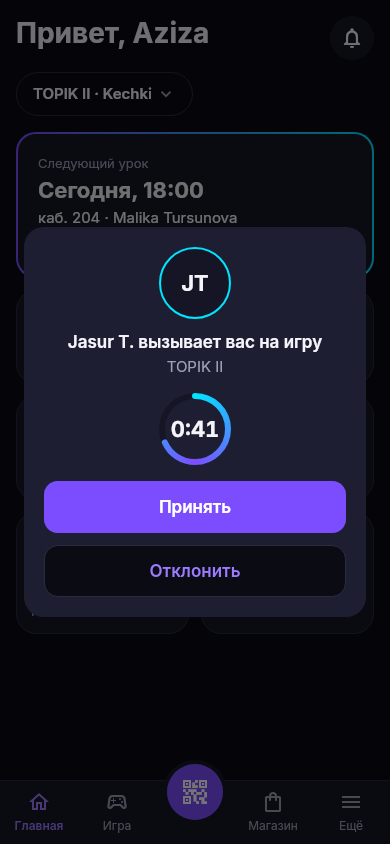 Привет, Aziza
TOPIK II · Kechki
Следующий урок
Сегодня, 18:00
каб. 204 · Malika Tursunova
JT
Jasur T. вызывает вас на игру
TOPIK II
0:41
Принять
Отклонить
Главная
Игра
Магазин
Ещё